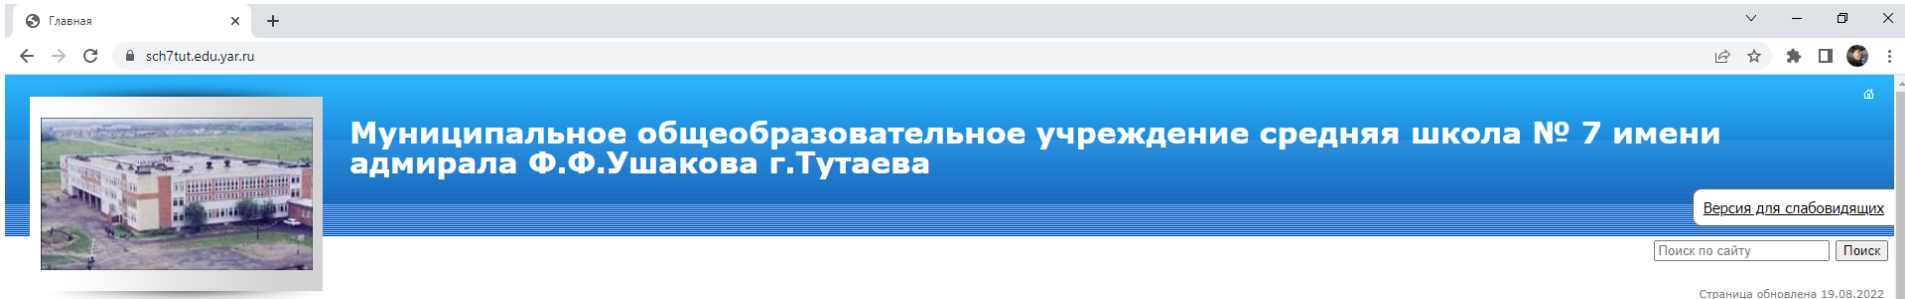 Главная
sch7tut.edu.yar.ru
Муниципальное общеобразовательное учреждение средняя школа № 7 имени
адмирала Ф.Ф.Ушакова г.Тутаева
Версия для слабовидящих
Поиск по сайту
Поиск
Страница обновлена 19.08.2022